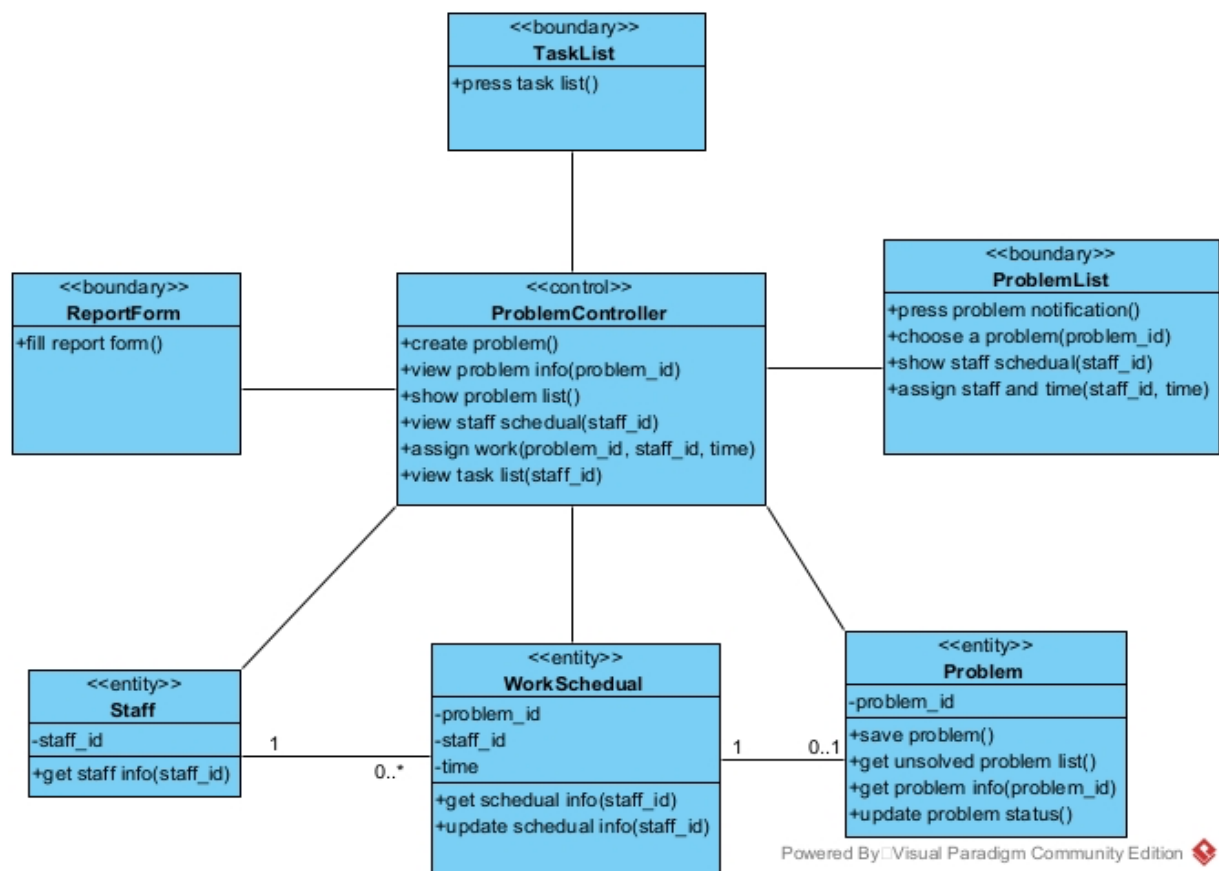 <<boundary>>
TaskList
+press task list()
<<boundary>>
ReportForm
+fill report form()
<<control>>
ProblemController
+create problem()
+view problem info(problem_id)
+show problem list()
+view staff schedual(staff_id)
+assign work(problem_id, staff_id, time)
+view task list(staff_id)
<<boundary>>
ProblemList
+press problem notification()
+choose a problem(problem_id)
+show staff schedual(staff_id)
+assign staff and time(staff_id, time)
<<entity>>
Staff
-staff_id
+get staff info(staff_id)
1
0..*
<<entity>>
WorkSchedual
-problem_id
-staff_id
-time
+get schedual info(staff_id)
+update schedual info(staff_id)
1
0..1
<<entity>>
Problem
-problem_id
+save problem()
+get unsolved problem list()
+get problem info(problem_id)
+update problem status()
Powered By□Visual Paradigm Community Edition